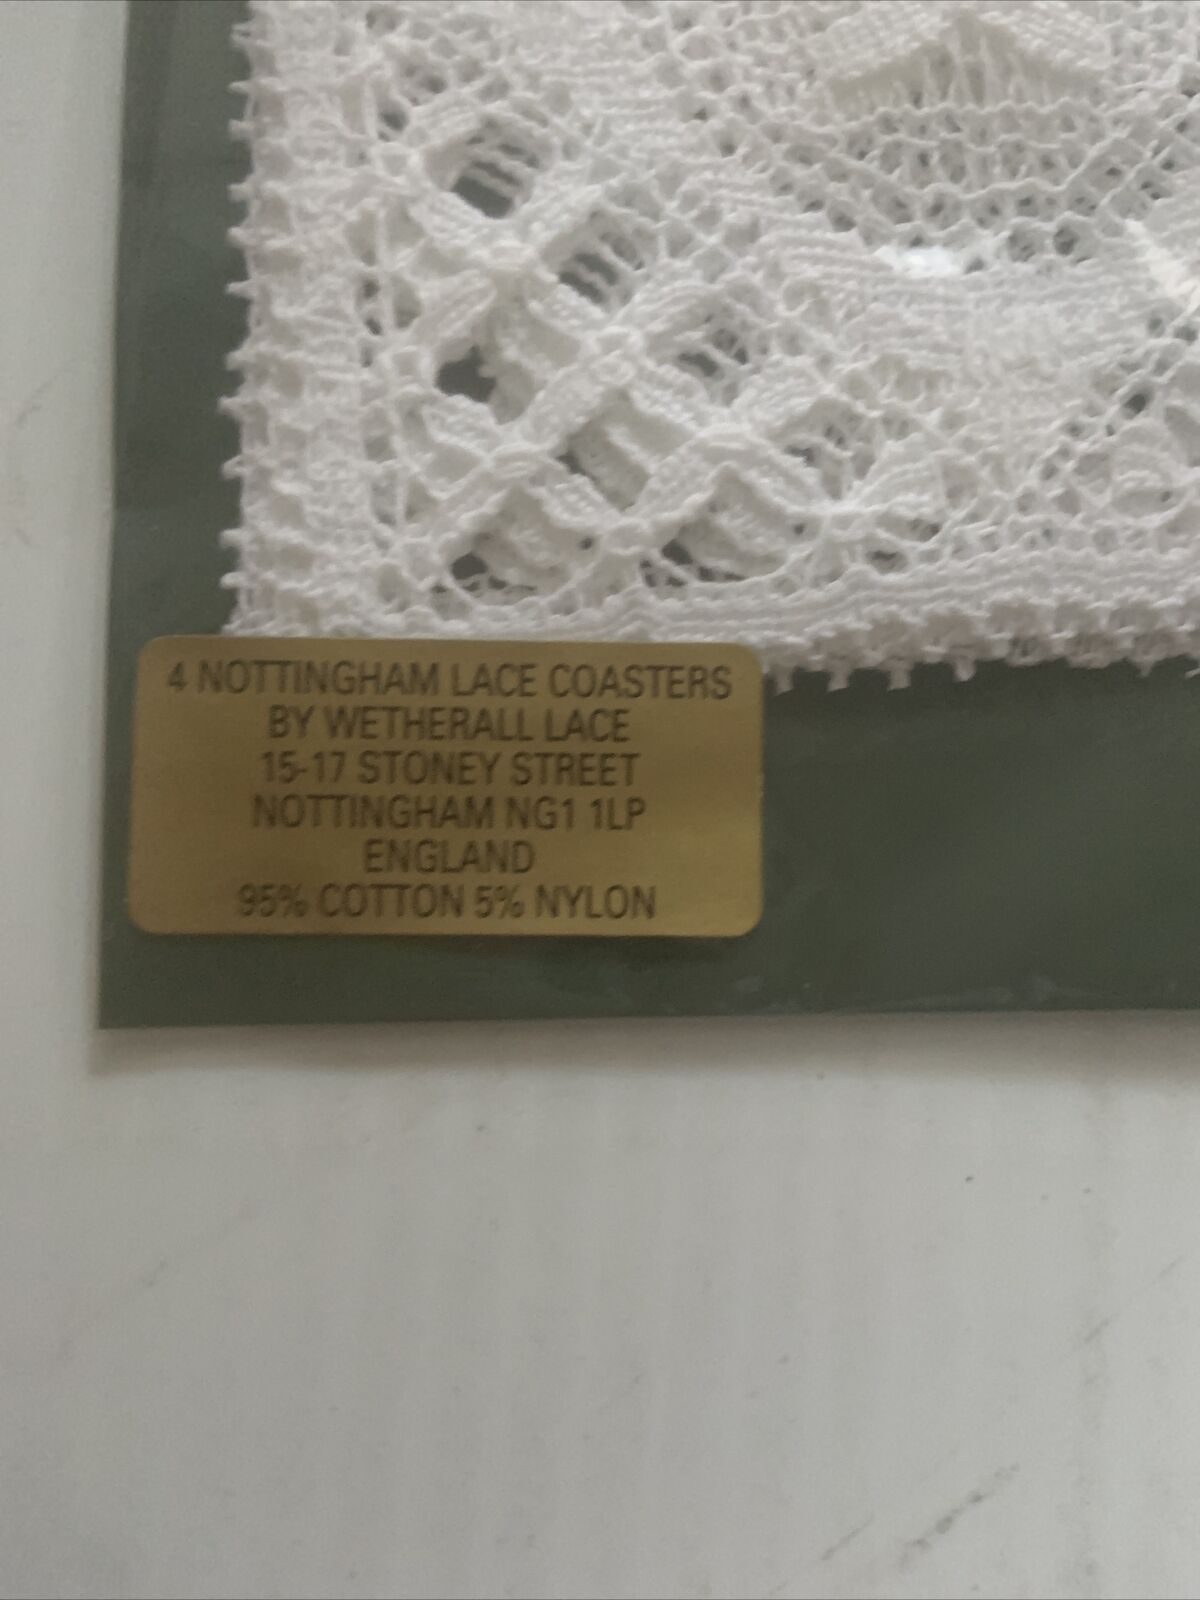 4 NOTTINGHAM LACE COASTERS
BY WETHERALL LACE
15-17 STONEY STREET
NOTTINGHAM NG1 1LP
ENGLAND
95% COTTON 5% NYLON